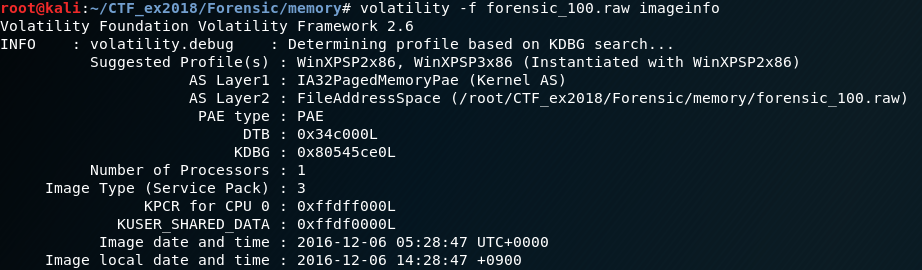 root@kali:~/CTF_ex2018/Forensic/memory# volatility -f forensic_100.raw imageinfo
Volatility Foundation Volatility Framework 2.6
INFO    : volatility.debug    : Determining profile based on KDBG search...
          Suggested Profile(s) : WinXPSP2x86, WinXPSP3x86 (Instantiated with WinXPSP2x86)
                     AS Layer1 : IA32PagedMemoryPae (Kernel AS)
                     AS Layer2 : FileAddressSpace (/root/CTF_ex2018/Forensic/memory/forensic_100.raw)
                      PAE type : PAE
                           DTB : 0x34c000L
                          KDBG : 0x80545ce0L
          Number of Processors : 1
     Image Type (Service Pack) : 3
                KPCR for CPU 0 : 0xffdff000L
             KUSER_SHARED_DATA : 0xffdf0000L
           Image date and time : 2016-12-06 05:28:47 UTC+0000
     Image local date and time : 2016-12-06 14:28:47 +0900